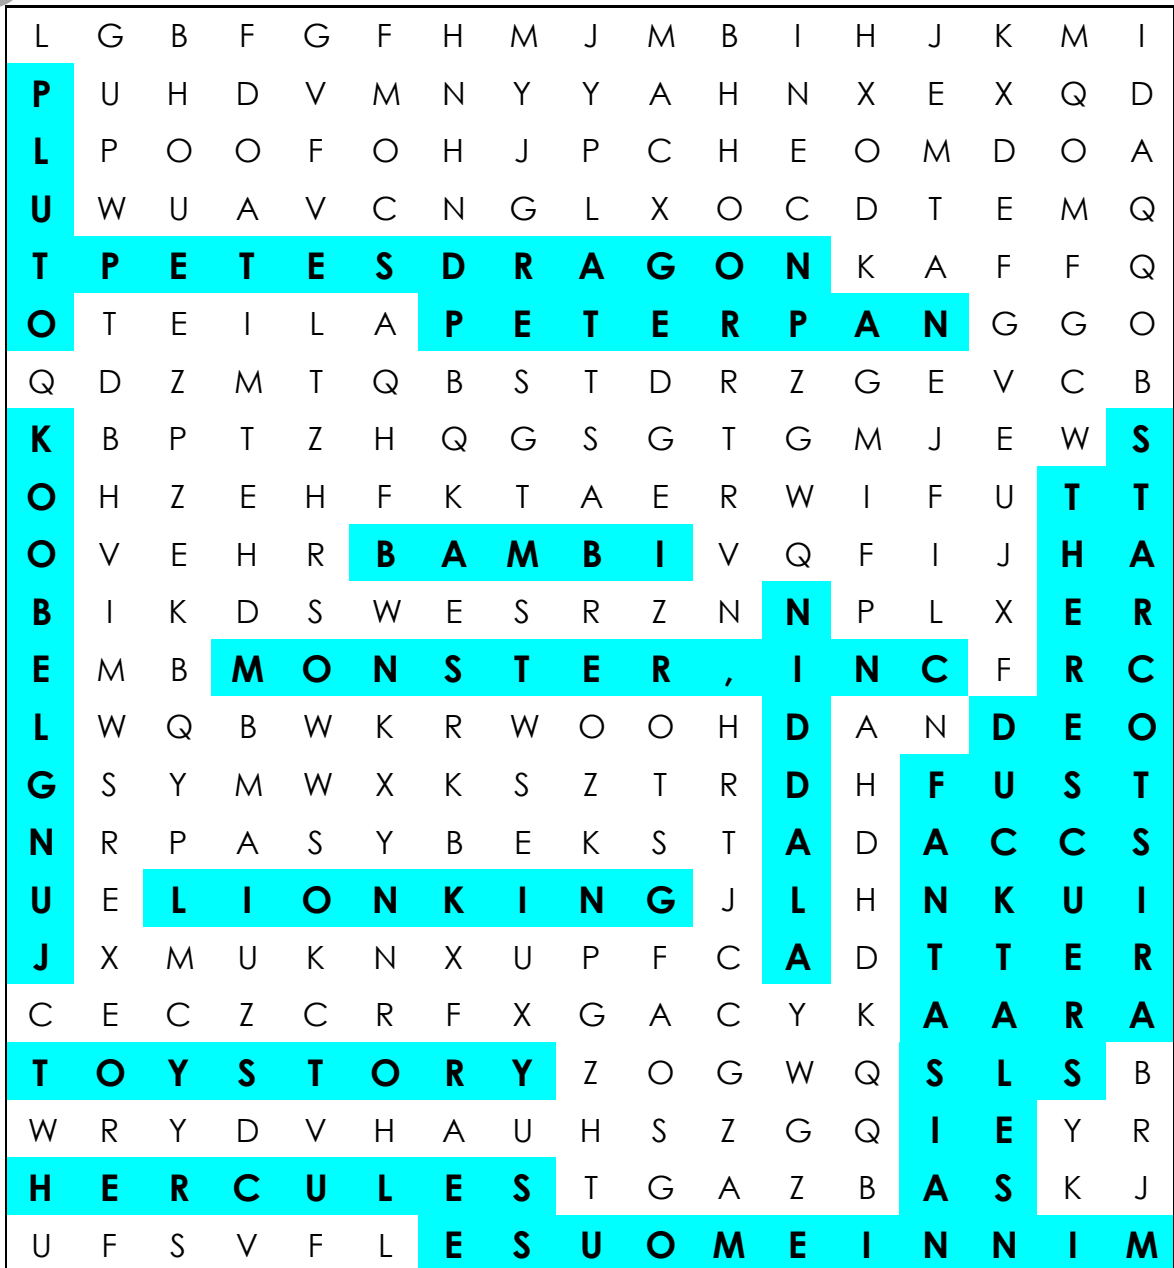 L G B F G F H M J M B I H J K M I
P U H D V M N Y Y A H N X E X Q D
L P O O F O H J P C H E O M D O A
U W U A V C N G L X O C D T E M Q
T P E T E S D R A G O N K A F F Q
O T E I L A P E T E R P A N G G O
Q D Z M T Q B S T D R Z G E V C B
K B P T Z H Q G S G T G M J E W S
O H Z E H F K T A E R W I F U T T
O V E H R B A M B I V Q F I J H A
B I K D S W E S R Z N N P L X E R
E M B M O N S T E R , I N C F R C
L W Q B W K R W O O H D A N D E O
G S Y M W X K S Z T R D H F U S T
N R P A S Y B E K S T A D A C C S
U E L I O N K I N G J L H N K U I
J X M U K N X U P F C A D T T E R
C E C Z C R F X G A C Y K A A R A
T O Y S T O R Y Z O G W Q S L S B
W R Y D V H A U H S Z G Q I E Y R
H E R C U L E S T G A Z B A S K J
U F S V F L E S U O M E I N N I M